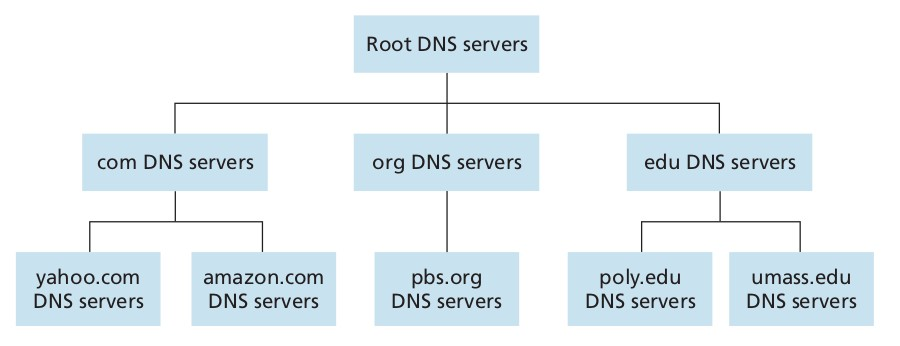 Root DNS servers
com DNS servers
org DNS servers
edu DNS servers
yahoo.com
DNS servers
amazon.com
DNS servers
pbs.org
DNS servers
poly.edu
DNS servers
umass.edu
DNS servers